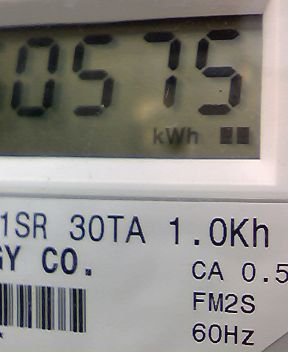 0575
kWh
1SR 30TA 1.0Kh
GY CO.
CA 0.5
FM2S
60Hz